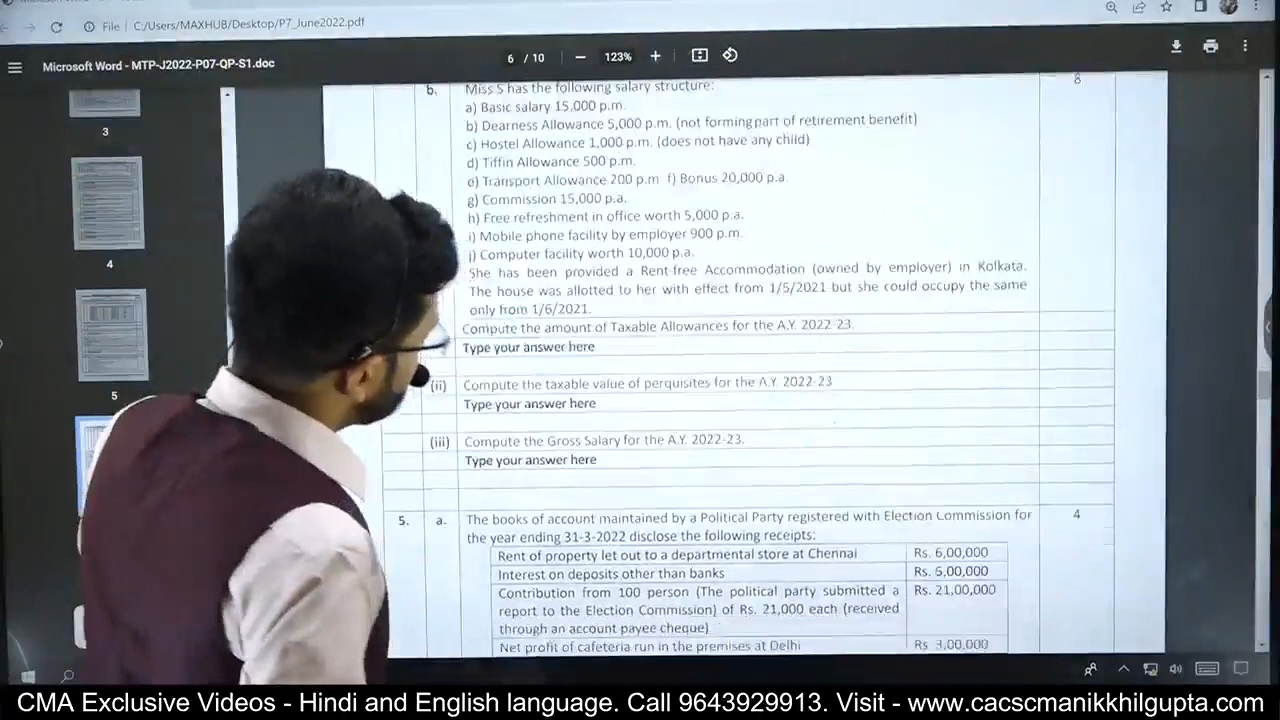 File | C:/Users/MAXHUB/Desktop/P7_June2022.pdf
Microsoft Word - MTP-J2022-P07-QP-S1.doc
6 / 10
123%
3
4
5
b. Miss S has the following salary structure: 8
a) Basic salary 15,000 p.m.
b) Dearness Allowance 5,000 p.m. (not forming part of retirement benefit)
c) Hostel Allowance 1,000 p.m. (does not have any child)
d) Tiffin Allowance 500 p.m.
e) Transport Allowance 200 p.m f) Bonus 20,000 p.a.
g) Commission 15,000 p.a.
h) Free refreshment in office worth 5,000 p.a.
i) Mobile phone facility by employer 900 p.m.
j) Computer facility worth 10,000 p.a.
She has been provided a Rent-free Accommodation (owned by employer) in Kolkata.
The house was allotted to her with effect from 1/5/2021 but she could occupy the same
only from 1/6/2021.
Compute the amount of Taxable Allowances for the A.Y. 2022-23.
Type your answer here
(ii) Compute the taxable value of perquisites for the A.Y. 2022-23
Type your answer here
(iii) Compute the Gross Salary for the A.Y. 2022-23.
Type your answer here
5. a. The books of account maintained by a Political Party registered with Election Commission for 4
the year ending 31-3-2022 disclose the following receipts:
Rent of property let out to a departmental store at Chennai Rs. 6,00,000
Interest on deposits other than banks Rs. 5,00,000
Contribution from 100 person (The political party submitted a Rs. 21,00,000
report to the Election Commission) of Rs. 21,000 each (received
through an account payee cheque)
Net profit of cafeteria run in the premises at Delhi Rs 3,00,000
CMA Exclusive Videos - Hindi and English language. Call 9643929913. Visit - www.cacscmanikkhilgupta.com